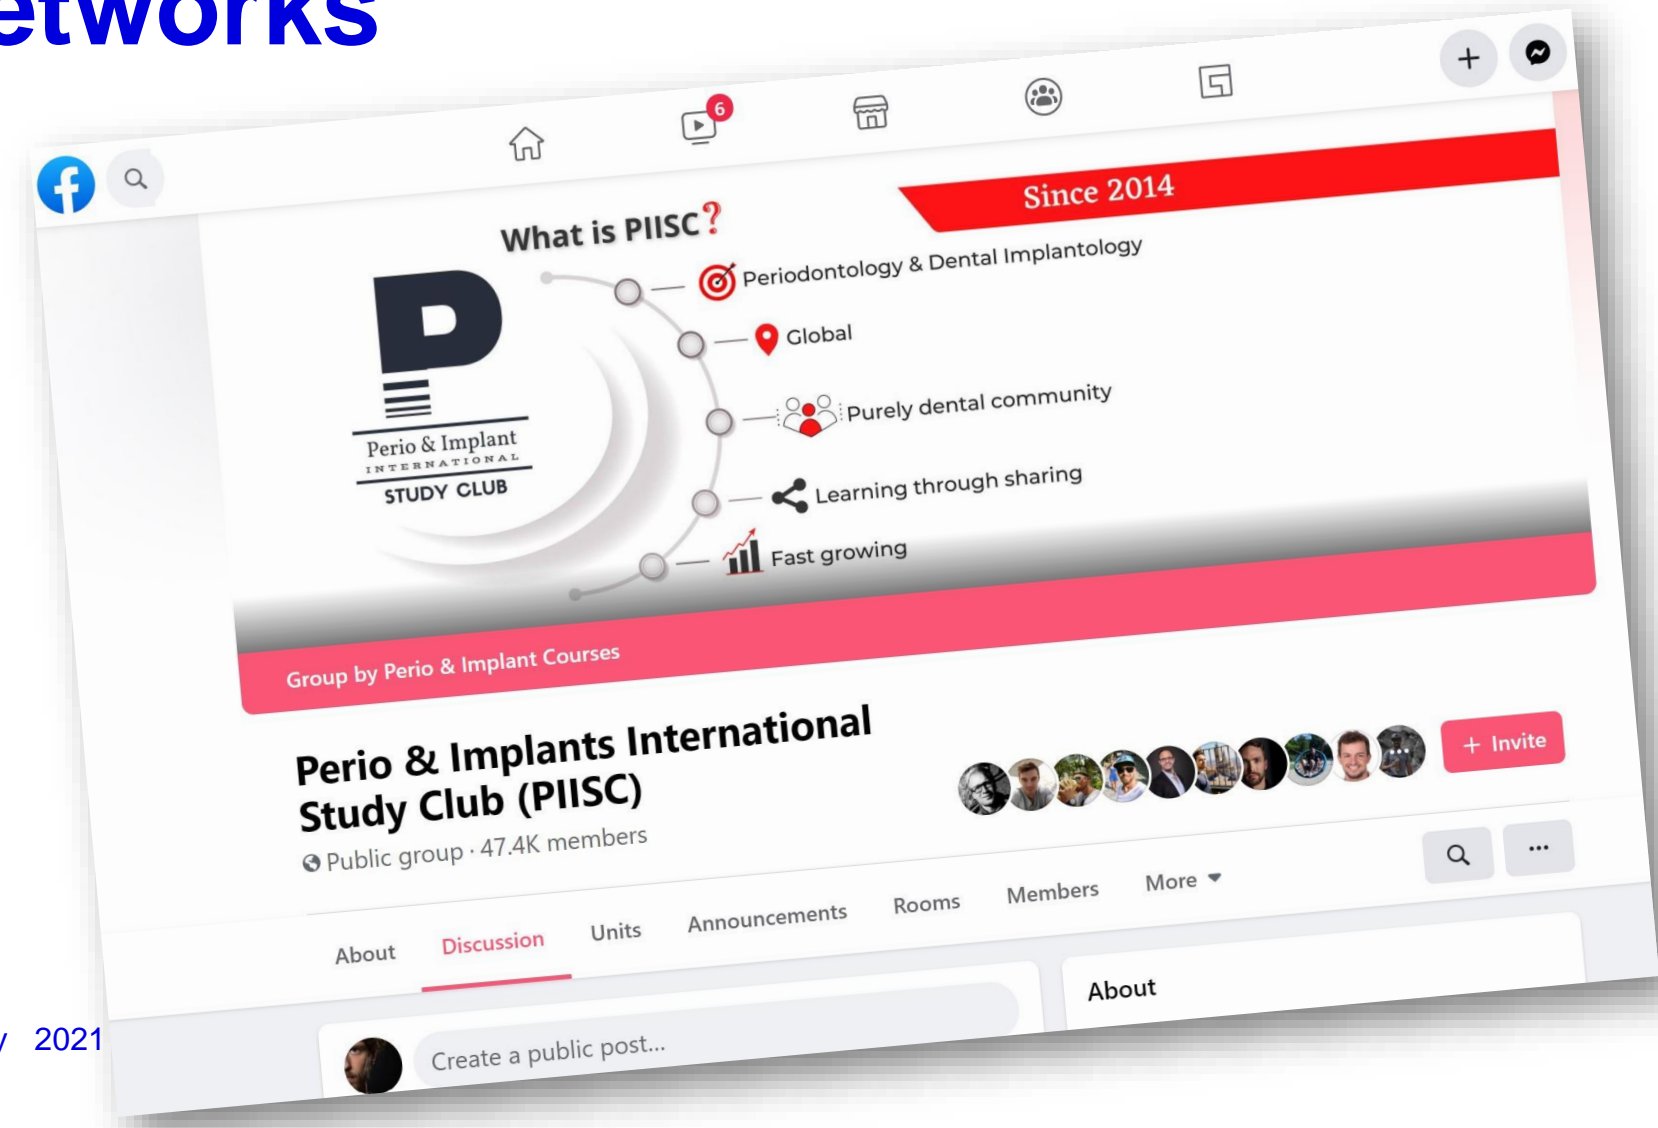 etworks
6
Since 2014
What is PIISC?
Periodontology & Dental Implantology
Global
Purely dental community
Learning through sharing
Fast growing
P
Perio & Implant
INTERNATIONAL
STUDY CLUB
Group by Perio & Implant Courses
Perio & Implants International
Study Club (PIISC)
Public group · 47.4K members
+ Invite
About Discussion Units Announcements Rooms Members More
About
Create a public post...
y 2021